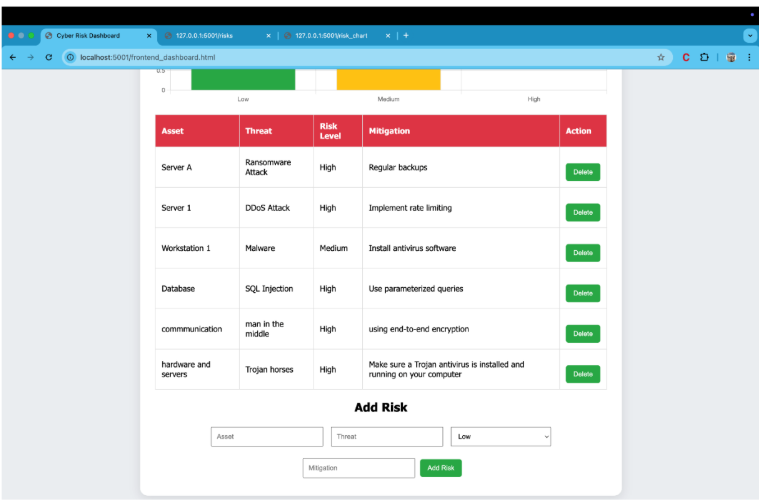 Cyber Risk Dashboard
127.0.0.1:5001/risks
127.0.0.1:5001/risk_chart
localhost:5001/frontend_dashboard.html
0.5
0
Low Medium High
Asset Threat Risk Level Mitigation Action
Server A Ransomware Attack High Regular backups Delete
Server 1 DDoS Attack High Implement rate limiting Delete
Workstation 1 Malware Medium Install antivirus software Delete
Database SQL Injection High Use parameterized queries Delete
commmunication man in the middle High using end-to-end encryption Delete
hardware and servers Trojan horses High Make sure a Trojan antivirus is installed and running on your computer Delete
Add Risk
Asset Threat Low
Mitigation Add Risk